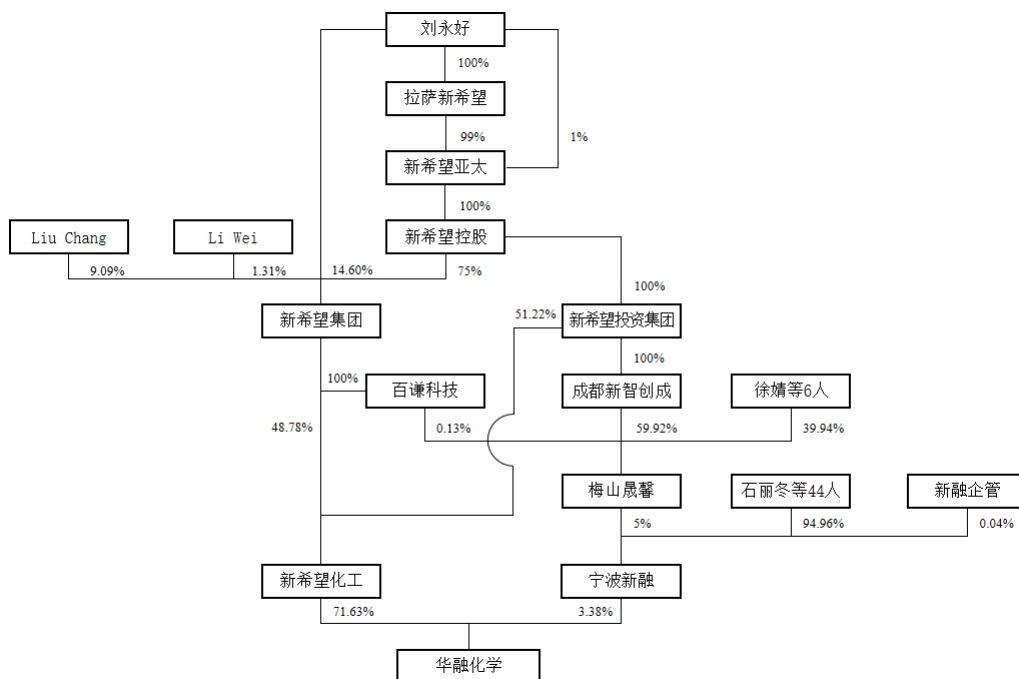 刘永好
100%
拉萨新希望
99%
1%
新希望亚太
100%
Liu Chang
Li Wei
新希望控股
9.09%
1.31%
14.60%
75%
100%
新希望集团
51.22%
新希望投资集团
100%
100%
百谦科技
成都新智创成
徐婧等6人
48.78%
0.13%
59.92%
39.94%
梅山晟馨
石丽冬等44人
新融企管
5%
94.96%
0.04%
新希望化工
宁波新融
71.63%
3.38%
华融化学